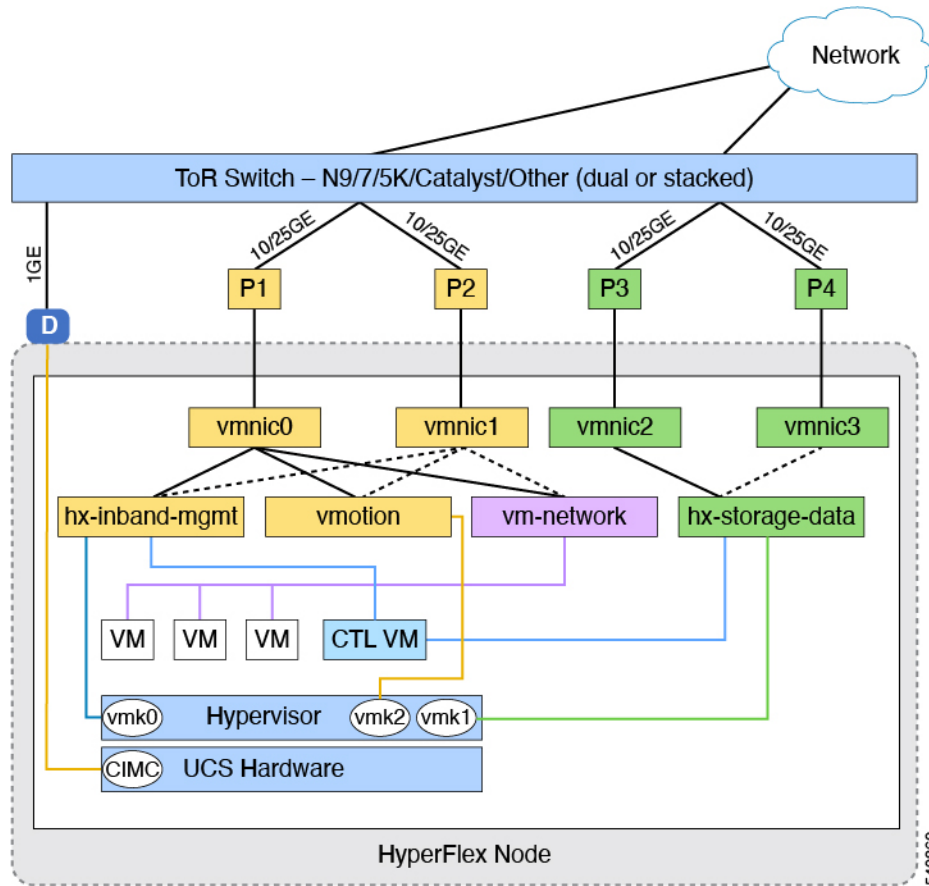 Network
ToR Switch – N9/7/5K/Catalyst/Other (dual or stacked)
1GE
10/25GE
10/25GE
10/25GE
10/25GE
P1
P2
P3
P4
D
vmnic0
vmnic1
vmnic2
vmnic3
hx-inband-mgmt
vmotion
vm-network
hx-storage-data
VM
VM
VM
CTL VM
vmk0
Hypervisor
vmk2
vmk1
CIMC
UCS Hardware
HyperFlex Node